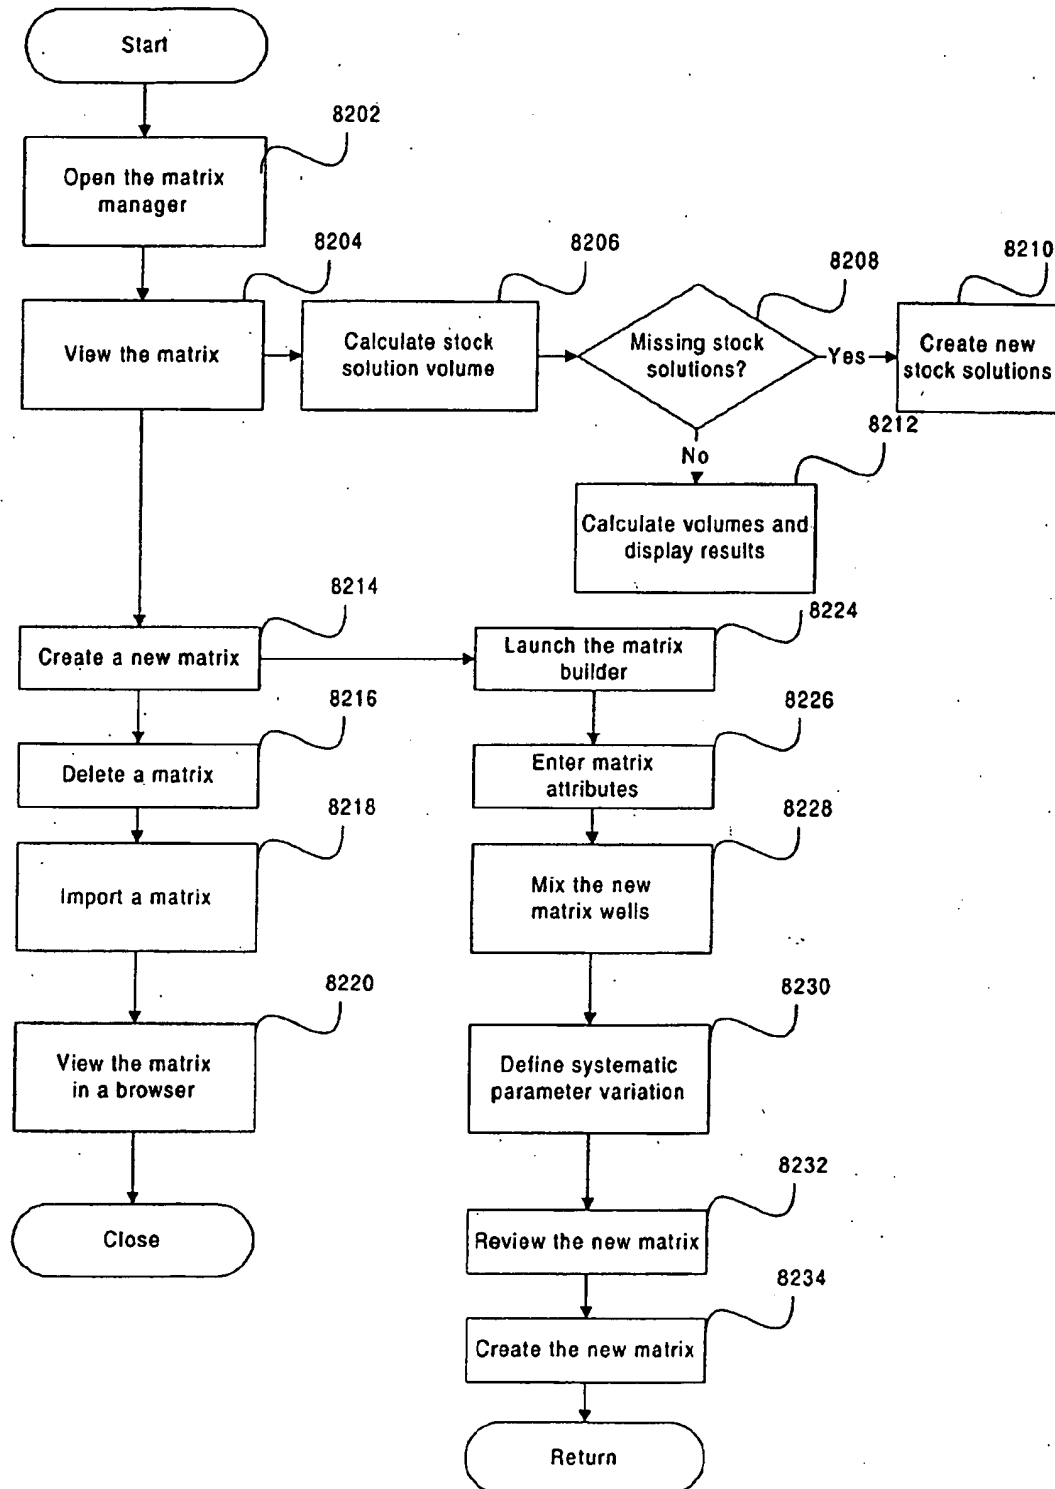 Start
8202
Open the matrix
manager
8204
View the matrix
8206
Calculate stock
solution volume
8208
Missing stock
solutions?
Yes
8210
Create new
stock solutions
No
8212
Calculate volumes and
display results
8214
Create a new matrix
8216
Delete a matrix
8218
Import a matrix
8220
View the matrix
in a browser
Close
8224
Launch the matrix
builder
8226
Enter matrix
attributes
8228
Mix the new
matrix wells
8230
Define systematic
parameter variation
8232
Review the new matrix
8234
Create the new matrix
Return